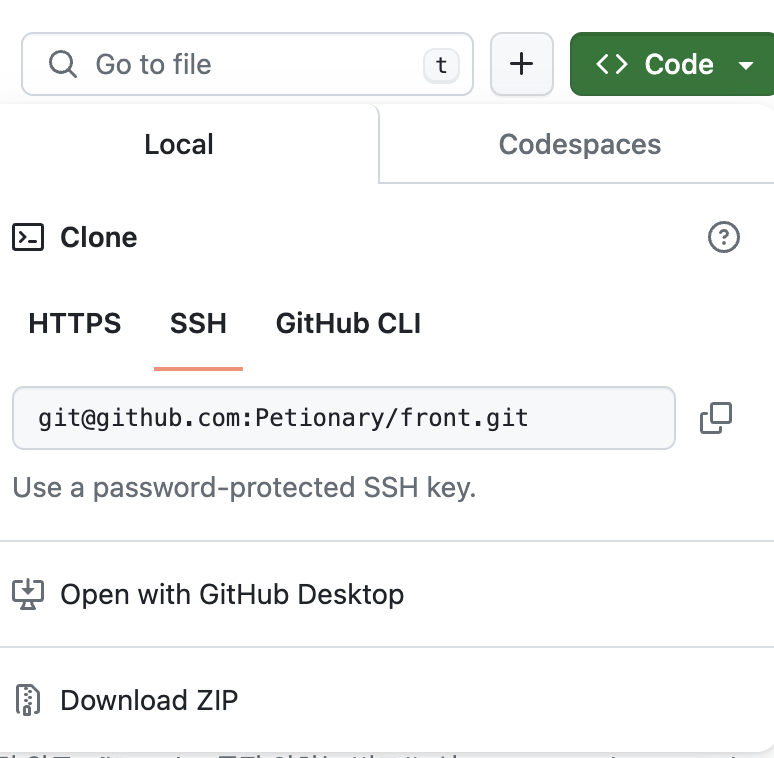 Go to file t + Code
Local Codespaces
Clone
HTTPS SSH GitHub CLI
git@github.com:Petionary/front.git
Use a password-protected SSH key.
Open with GitHub Desktop
Download ZIP